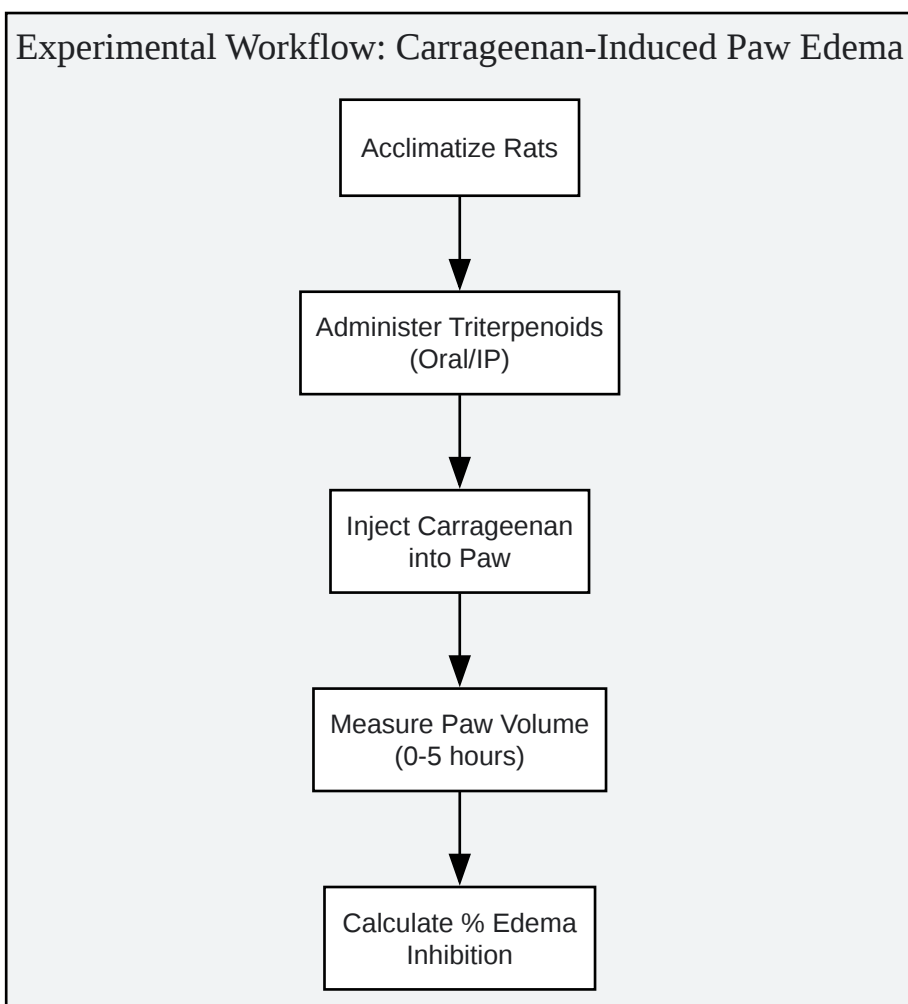 Experimental Workflow: Carrageenan-Induced Paw Edema
Acclimatize Rats
Administer Triterpenoids
(Oral/IP)
Inject Carrageenan
into Paw
Measure Paw Volume
(0-5 hours)
Calculate % Edema
Inhibition